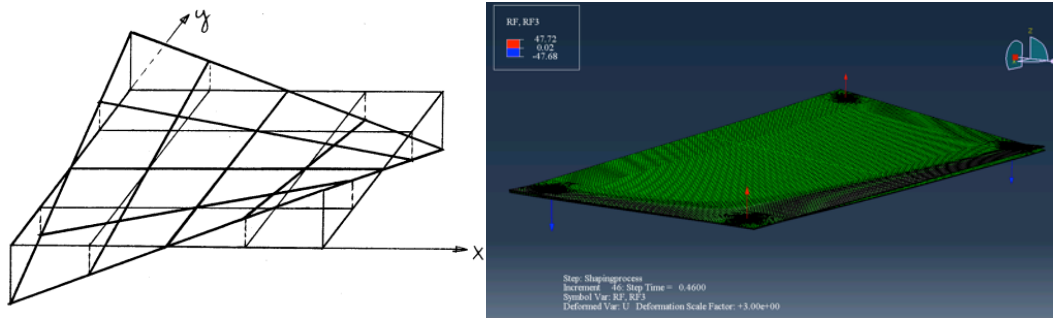 y
x
RF, RF3
47.72
0.02
-47.68
z
Step: Shapingprocess
Increment 46: Step Time = 0.4600
Symbol Var: RF, RF3
Deformed Var: U Deformation Scale Factor: +3.00e+00